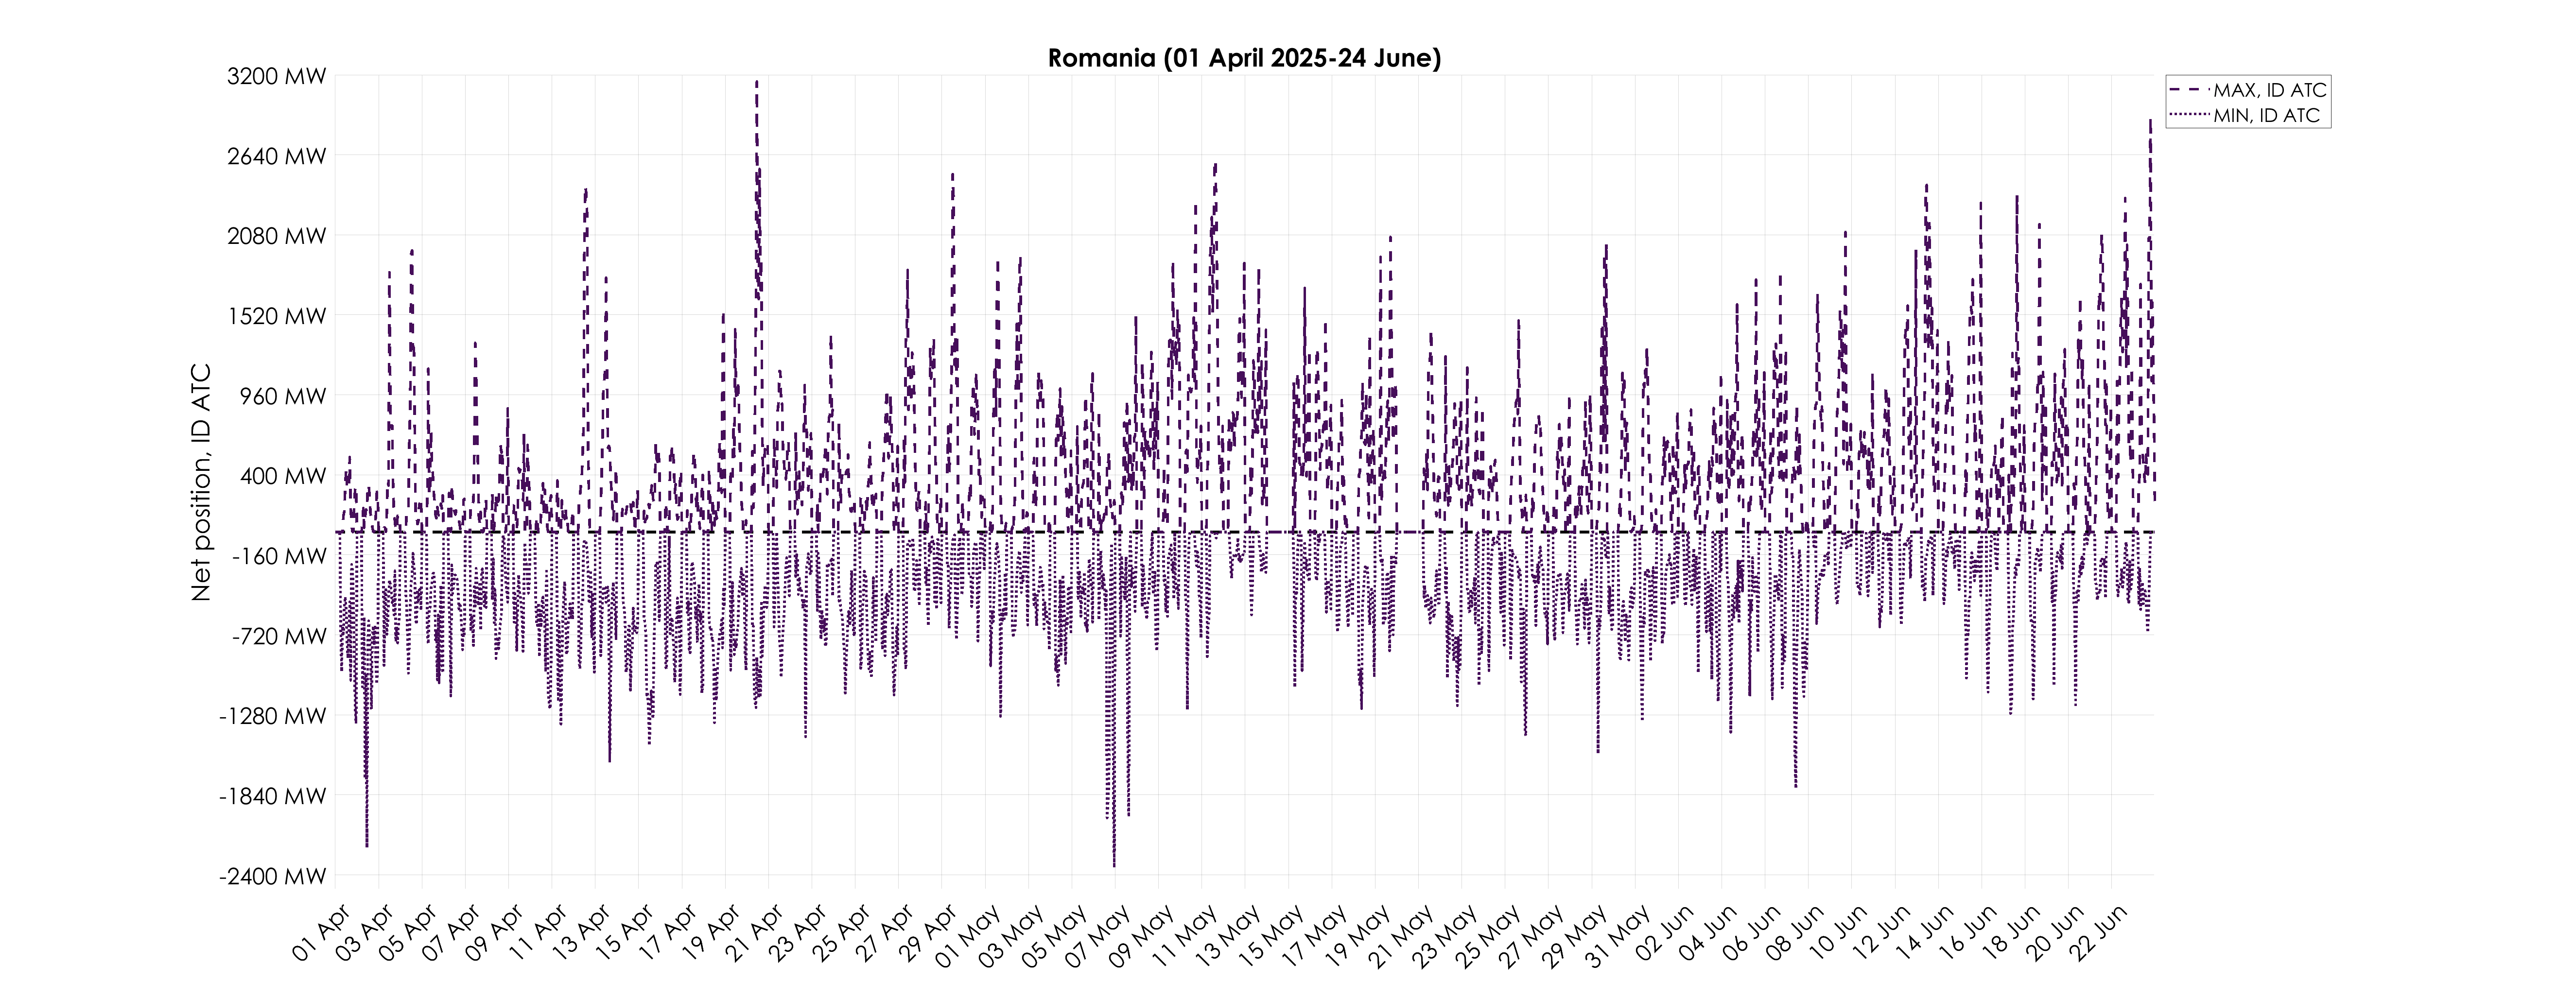 Romania (01 April 2025-24 June)
3200 MW
2640 MW
2080 MW
1520 MW
960 MW
400 MW
-160 MW
-720 MW
-1280 MW
-1840 MW
-2400 MW
Net position, ID ATC
MAX, ID ATC
MIN, ID ATC
01 Apr
03 Apr
05 Apr
07 Apr
09 Apr
11 Apr
13 Apr
15 Apr
17 Apr
19 Apr
21 Apr
23 Apr
25 Apr
27 Apr
29 Apr
01 May
03 May
05 May
07 May
09 May
11 May
13 May
15 May
17 May
19 May
21 May
23 May
25 May
27 May
29 May
31 May
02 Jun
04 Jun
06 Jun
08 Jun
10 Jun
12 Jun
14 Jun
16 Jun
18 Jun
20 Jun
22 Jun